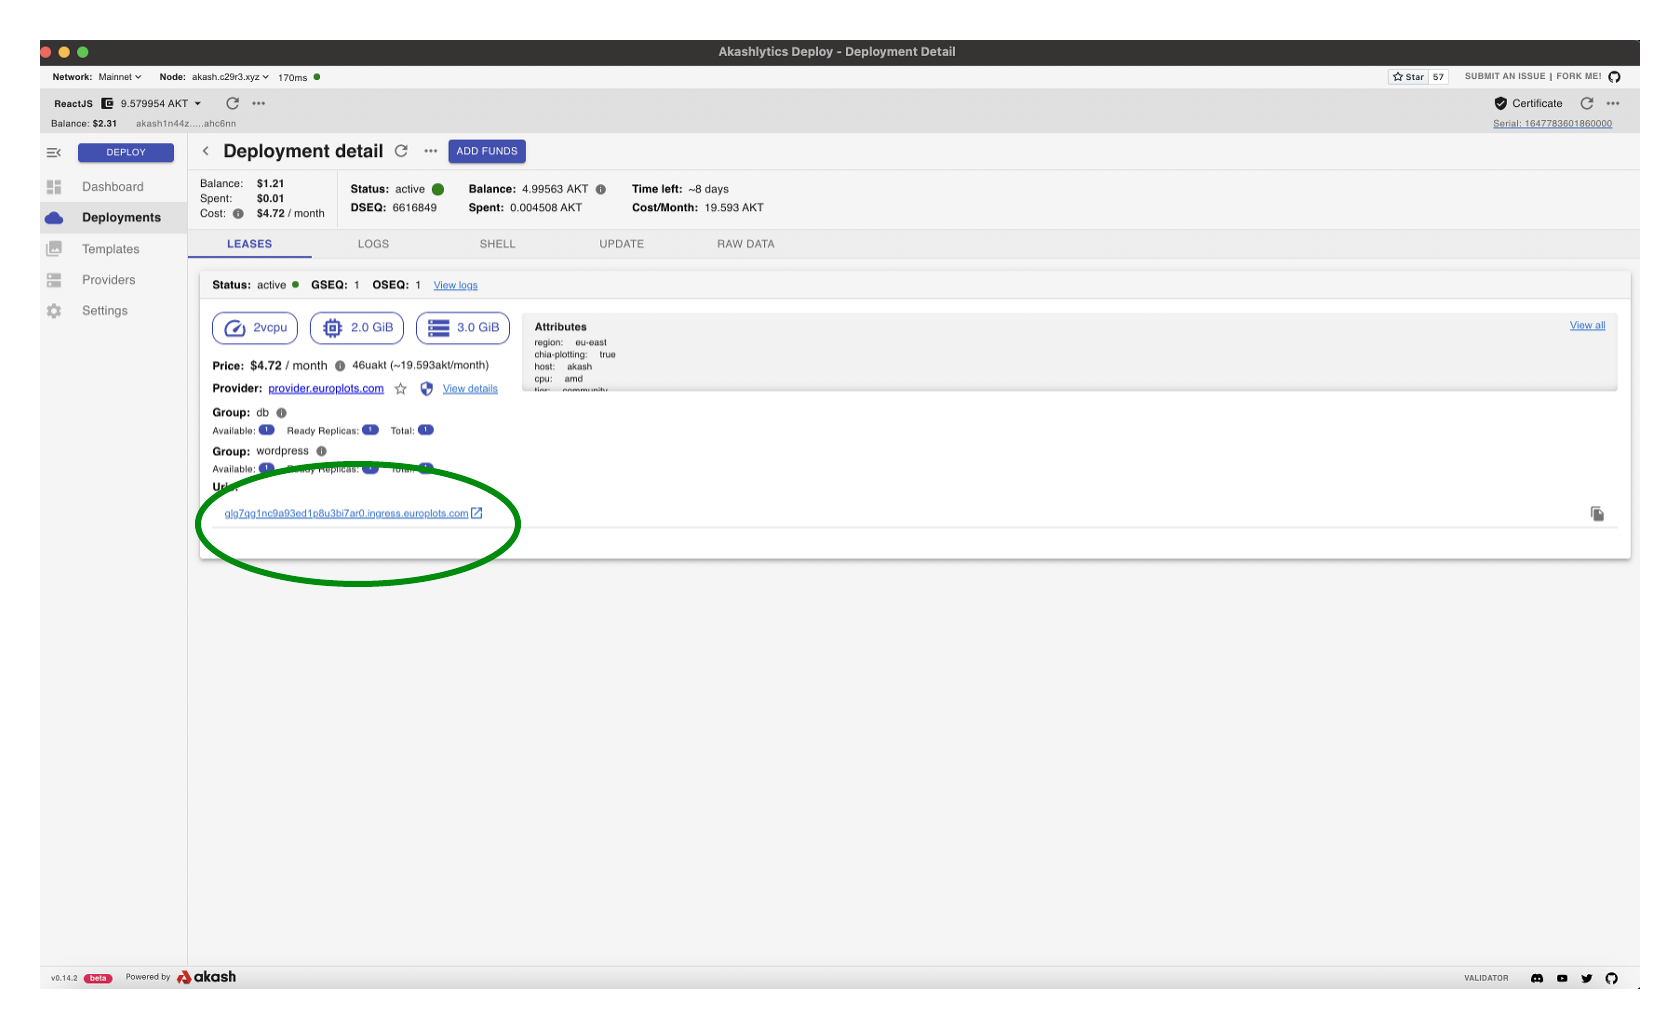 Akashlytics Deploy - Deployment Detail
Network: Mainnet Node: akash.c29r3.xyz 170ms
Star 57 SUBMIT AN ISSUE | FORK ME!
ReactJS 9.579954 AKT
Certificate
Balance: $2.31 akash1n44z.....ahc6nn
Serial: 1647783601860000
DEPLOY
Dashboard
Deployments
Templates
Providers
Settings
Deployment detail ADD FUNDS
Balance: $1.21
Spent: $0.01
Cost: $4.72 / month
Status: active Balance: 4.99563 AKT Time left: ~8 days
DSEQ: 6616849 Spent: 0.004508 AKT Cost/Month: 19.593 AKT
LEASES LOGS SHELL UPDATE RAW DATA
Status: active GSEQ: 1 OSEQ: 1 View logs
2vcpu 2.0 GiB 3.0 GiB
Price: $4.72 / month 46uakt (~19.593akt/month)
Provider: provider.europlots.com View details
Attributes View all
region: eu-east
chia-plotting: true
host: akash
cpu: amd
tier: community
Group: db
Available: 1 Ready Replicas: 1 Total: 1
Group: wordpress
Available: 1 Ready Replicas: 1 Total: 1
glg7qg1nc9a93ed1p8u3bi7ar0.ingress.europlots.com
v0.14.2 beta Powered by akash
VALIDATOR